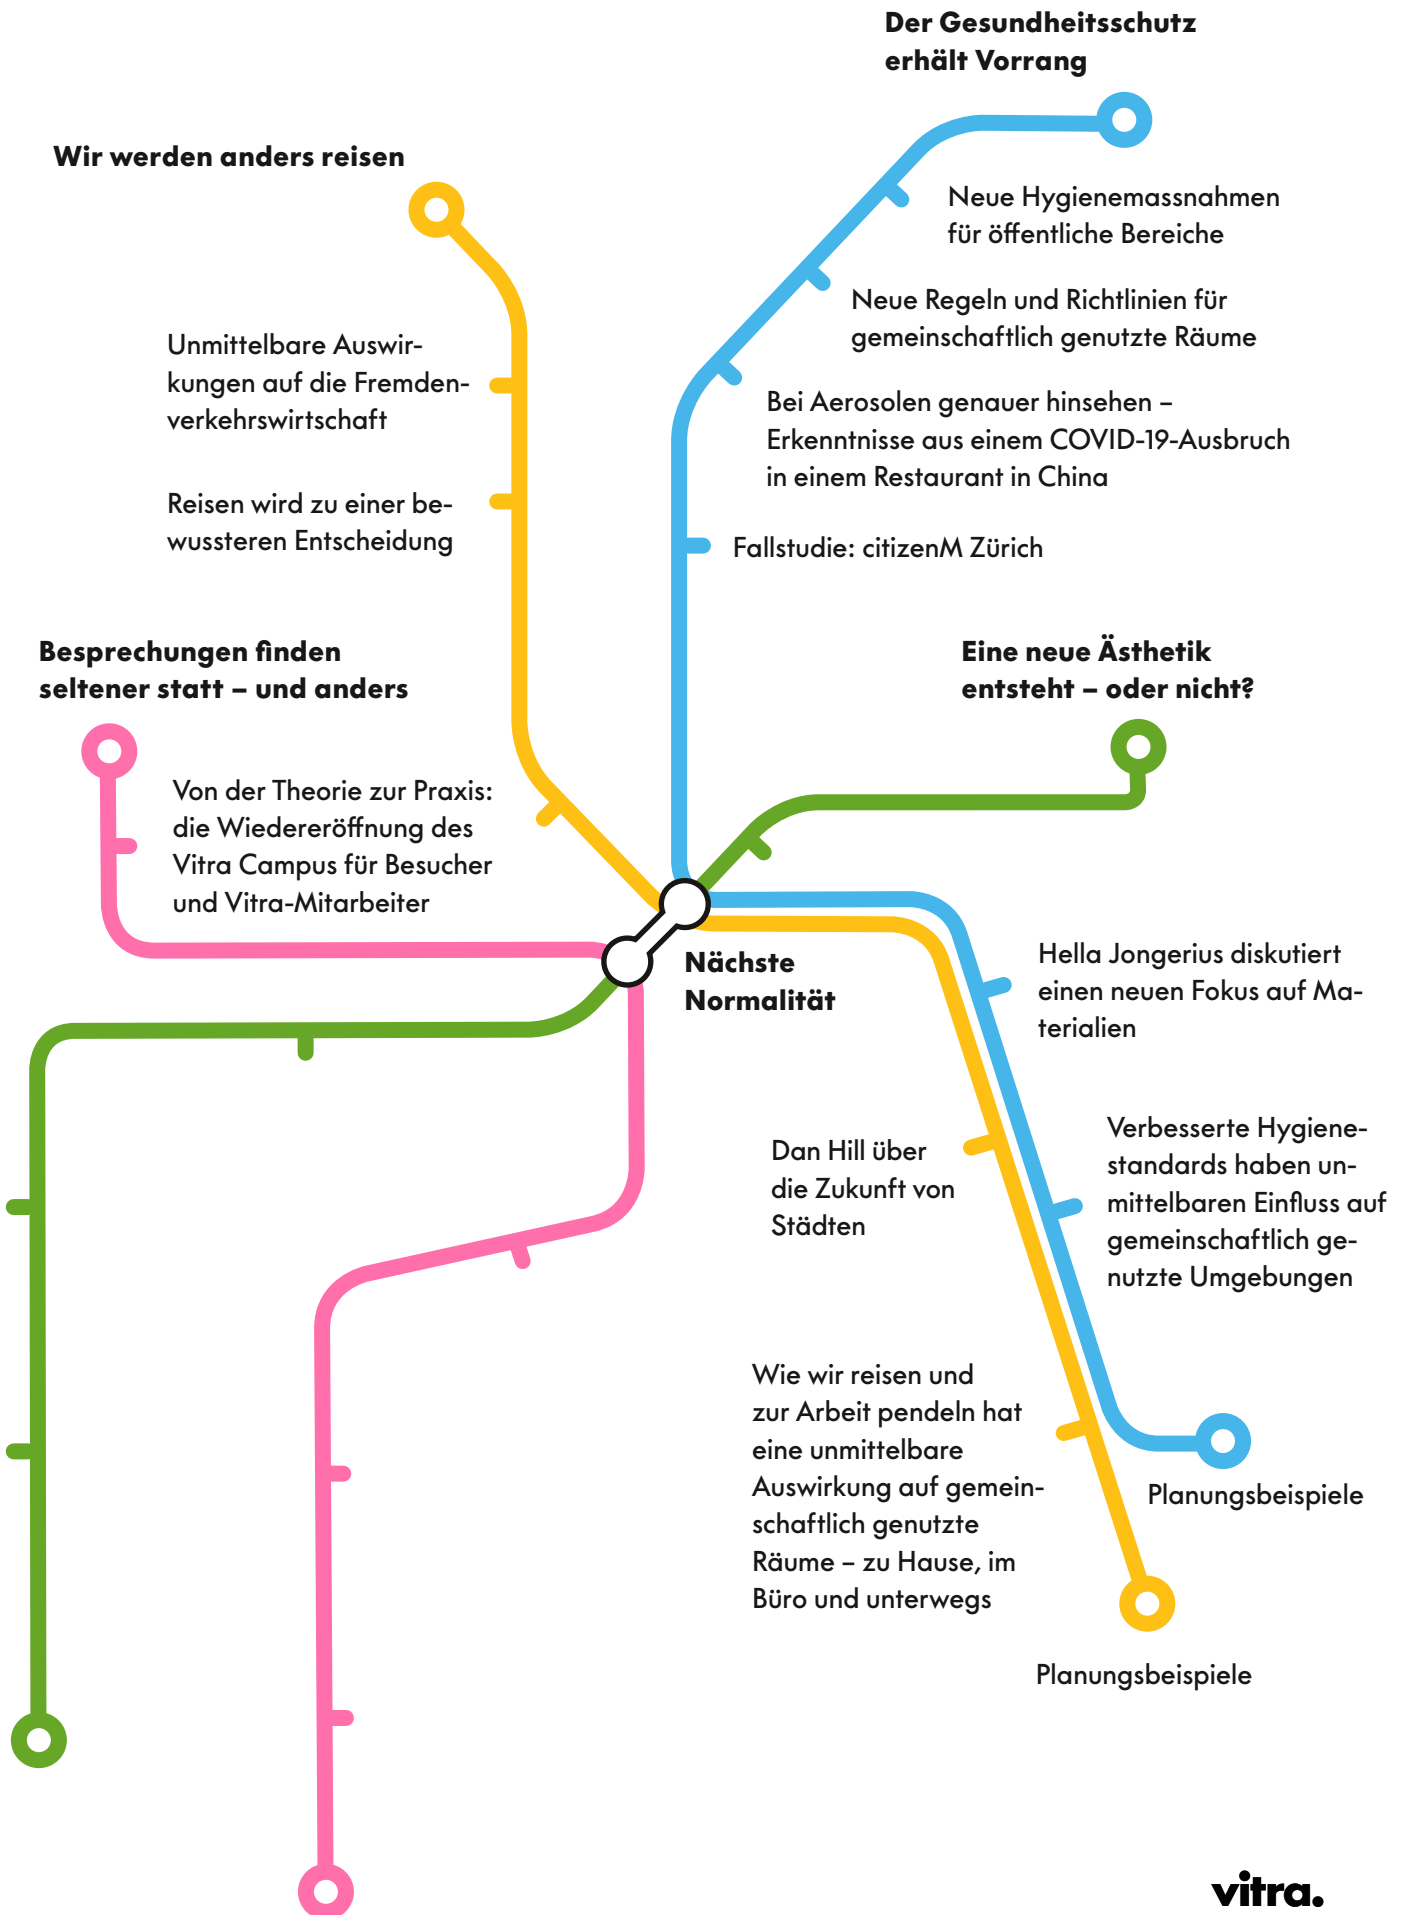 Der Gesundheitsschutz
erhält Vorrang
Wir werden anders reisen
Neue Hygienemassnahmen
für öffentliche Bereiche
Neue Regeln und Richtlinien für
gemeinschaftlich genutzte Räume
Unmittelbare Auswir-
kungen auf die Fremden-
verkehrswirtschaft
Bei Aerosolen genauer hinsehen –
Erkenntnisse aus einem COVID-19-Ausbruch
in einem Restaurant in China
Reisen wird zu einer be-
wussteren Entscheidung
Fallstudie: citizenM Zürich
Besprechungen finden
seltener statt – und anders
Eine neue Ästhetik
entsteht – oder nicht?
Von der Theorie zur Praxis:
die Wiedereröffnung des
Vitra Campus für Besucher
und Vitra-Mitarbeiter
Nächste
Normalität
Hella Jongerius diskutiert
einen neuen Fokus auf Ma-
terialien
Verbesserte Hygiene-
standards haben un-
mittelbaren Einfluss auf
gemeinschaftlich ge-
nutzte Umgebungen
Dan Hill über
die Zukunft von
Städten
Wie wir reisen und
zur Arbeit pendeln hat
eine unmittelbare
Auswirkung auf gemein-
schaftlich genutzte
Räume – zu Hause, im
Büro und unterwegs
Planungsbeispiele
Planungsbeispiele
vitra.